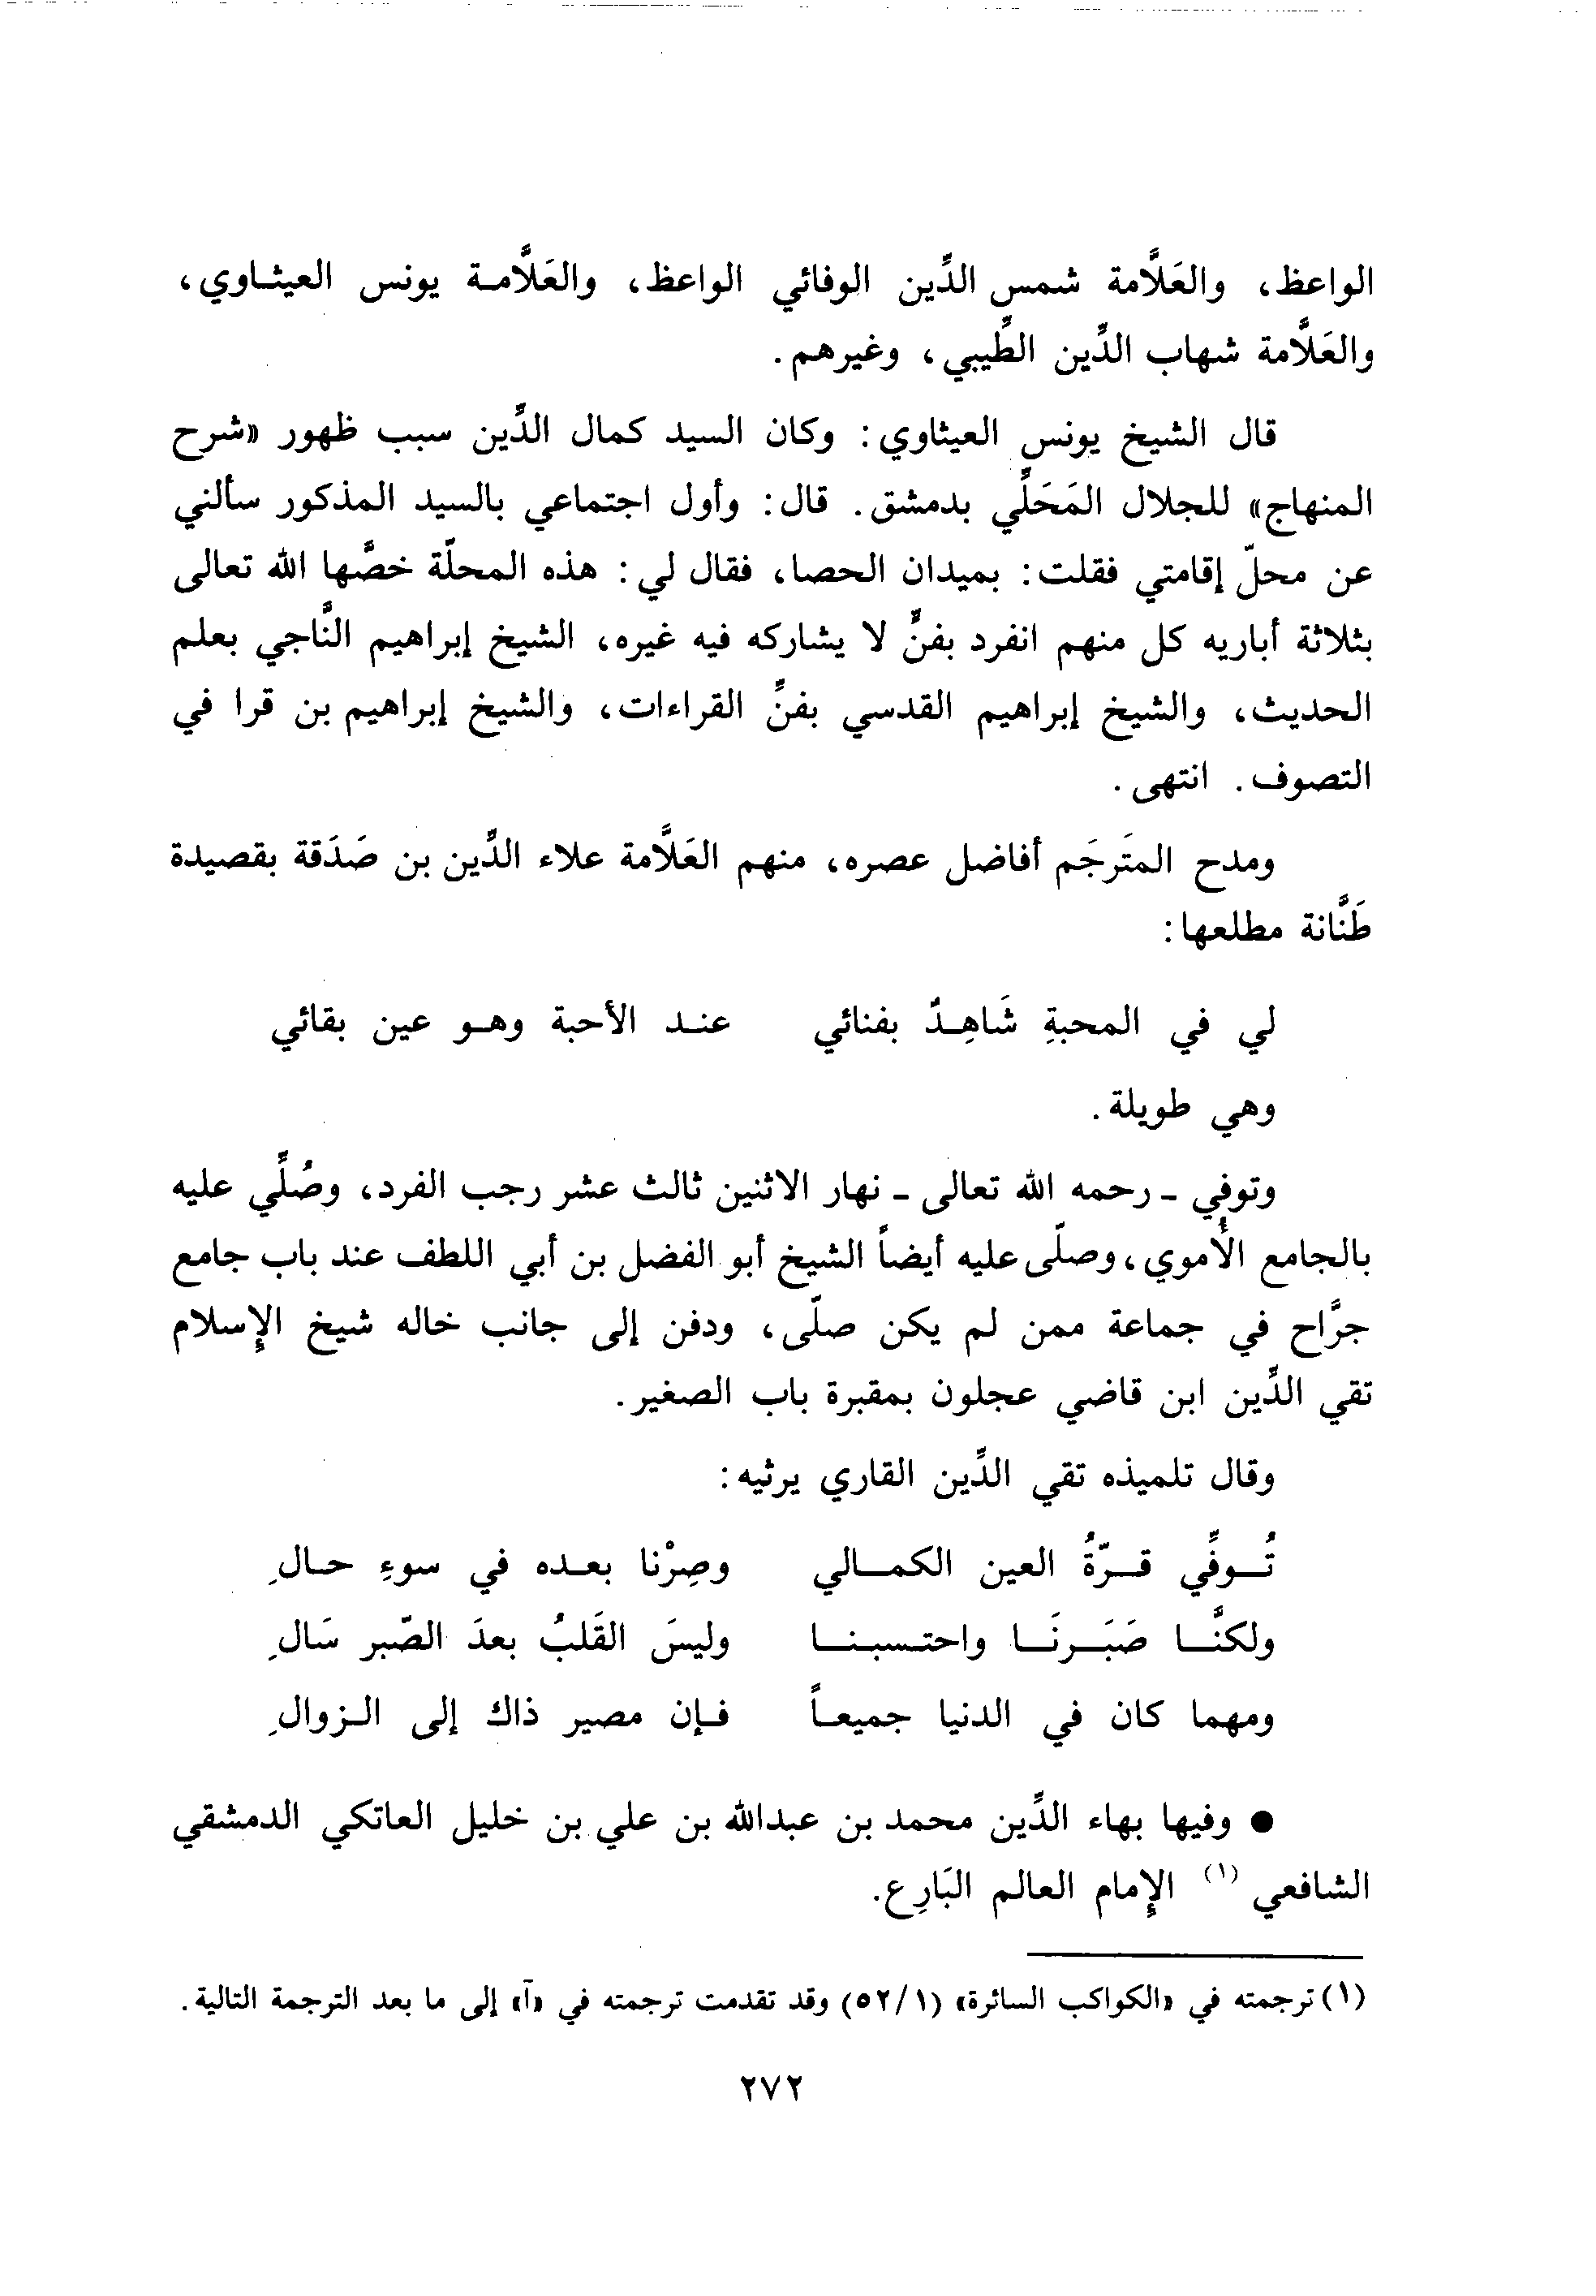 الواعظ، والعَلَّامة شمس الدِّين الوفائي الواعظ، والعَلَّامة يونس العيثاوي،
والعَلَّامة شهاب الدِّين الطِّيبي، وغيرهم.
قال الشيخ يونس العيثاوي: وكان السيد كمال الدِّين سبب ظهور «شرح
المنهاج» للجلال المَحَلِّي بدمشق. قال: وأول اجتماعي بالسيد المذكور سألني
عن محلّ إقامتي فقلت: بميدان الحصا، فقال لي: هذه المحلّة خصَّها الله تعالى
بثلاثة أباريه كل منهم انفرد بفنٍّ لا يشاركه فيه غيره، الشيخ إبراهيم النَّاجي بعلم
الحديث، والشيخ إبراهيم القدسي بفنِّ القراءات، والشيخ إبراهيم بن قرا في
التصوف. انتهى.
ومدح المتَرجَم أفاضل عصره، منهم العَلَّامة علاء الدِّين بن صَدَقة بقصيدة
طَنَّانة مطلعها:
لي في المحبةِ شَاهِدٌ بفنائي عند الأحبة وهو عين بقائي
وهي طويلة.
وتوفي ـ رحمه الله تعالى ـ نهار الاثنين ثالث عشر رجب الفرد، وصُلِّي عليه
بالجامع الأُموي، وصلّى عليه أيضاً الشيخ أبو الفضل بن أبي اللطف عند باب جامع
جرَّاح في جماعة ممن لم يكن صلّى، ودفن إلى جانب خاله شيخ الإِسلام
تقي الدِّين ابن قاضي عجلون بمقبرة باب الصغير.
وقال تلميذه تقي الدِّين القاري يرثيه:
تُوفِّي قرّةُ العين الكمالي وصِرْنا بعده في سوءِ حالِ
ولكنَّا صَبَرنَا واحتسبنا وليسَ القَلبُ بعدَ الصّبر سَالِ
ومهما كان في الدنيا جميعاً فإن مصير ذاك إلى الزوالِ
● وفيها بهاء الدِّين محمد بن عبدالله بن علي بن خليل العاتكي الدمشقي
الشافعي (١) الإِمام العالم البَارِع.
(١) ترجمته في «الكواكب السائرة» (٥٢/١) وقد تقدمت ترجمته في «آ» إلى ما بعد الترجمة التالية.
٢٧٢